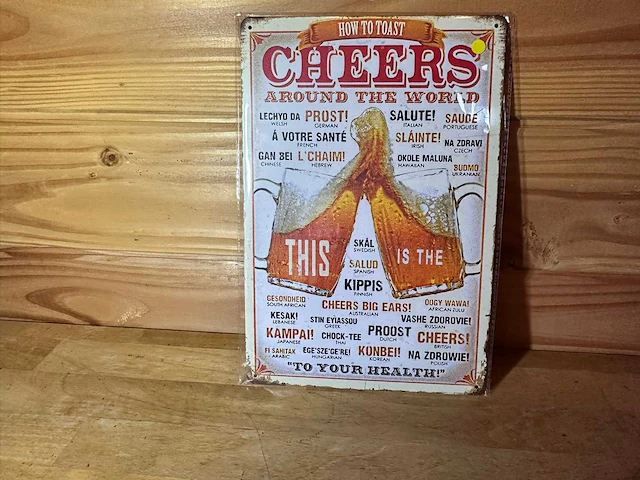 HOW TO TOAST
CHEERS
AROUND THE WORLD
LECHYD DA PROST! SALUTE! SAUDE
WELSH GERMAN ITALIAN PORTUGUESE
Á VOTRE SANTÉ SLÁINTE! NA ZDRAVI
FRENCH IRISH CZECH
GAN BEI L'CHAIM! OKOLE MALUNA SUDMO
CHINESE HEBREW HAWAIIAN UKRANIAN
THIS SKÅL IS THE
SWEDISH
SALUD
SPANISH
KIPPIS
FINNISH
GESONDHEID CHEERS BIG EARS! OUGY WAWA!
SOUTH AFRICAN AUSTRALIAN AFRICAN ZULU
KESAK! STIN EYIASSOU VASHE ZDOROVIE!
LEBANESE GREEK RUSSIAN
KAMPAI! CHOCK-TEE PROOST CHEERS!
JAPANESE THAI DUTCH BRITISH
FI SAHITAK EGE'SZE'GE'RE! KONBEI! NA ZDROWIE!
ARABIC HUNGARIAN KOREAN POLISH
"TO YOUR HEALTH!"